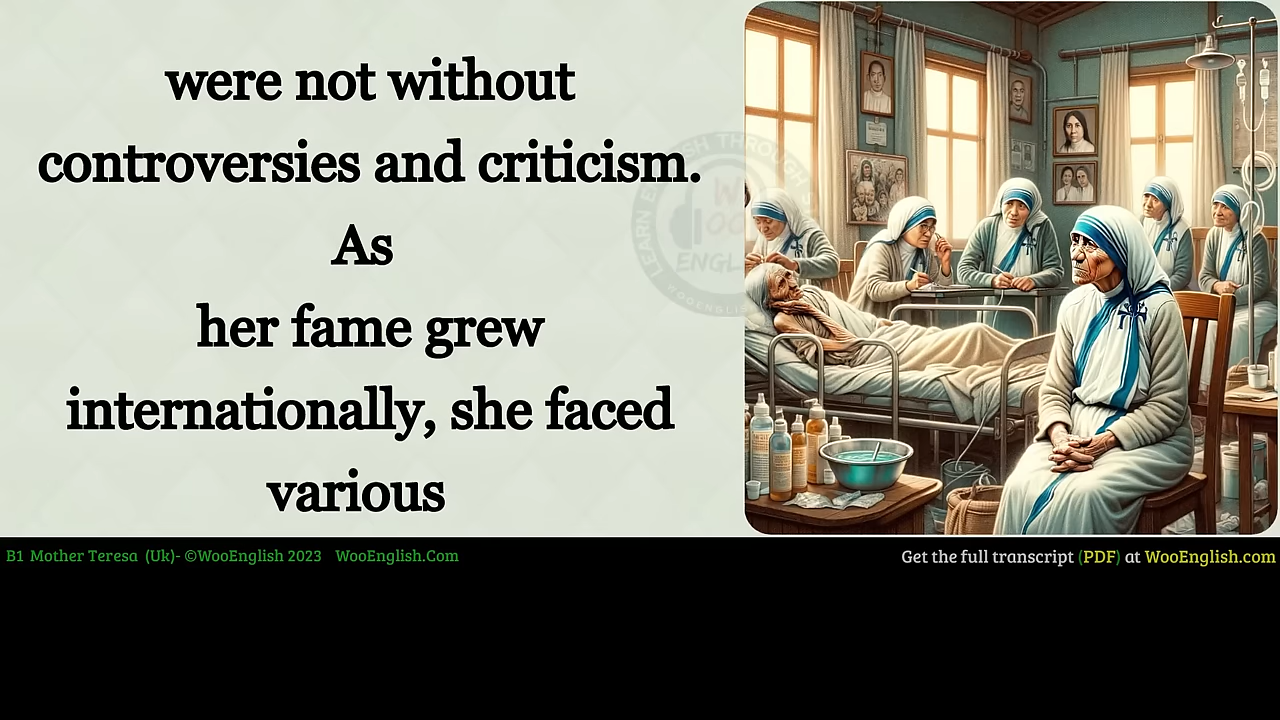 were not without
controversies and criticism.
As
her fame grew
internationally, she faced
various
B1 Mother Teresa (Uk)- ©WooEnglish 2023 WooEnglish.Com
Get the full transcript (PDF) at WooEnglish.com